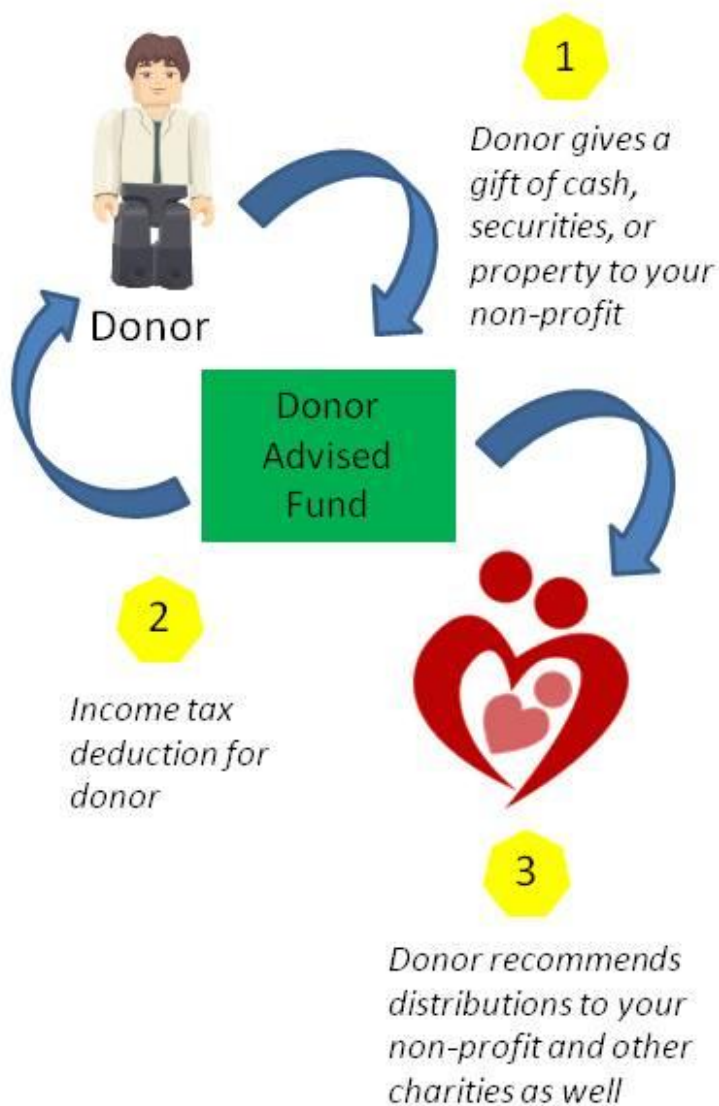 1
Donor gives a
gift of cash,
securities, or
property to your
non-profit
Donor
Donor
Advised
Fund
2
Income tax
deduction for
donor
3
Donor recommends
distributions to your
non-profit and other
charities as well